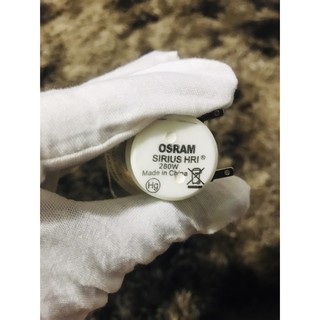 OSRAM
SIRIUS HRI®
280W
Made in China
Hg